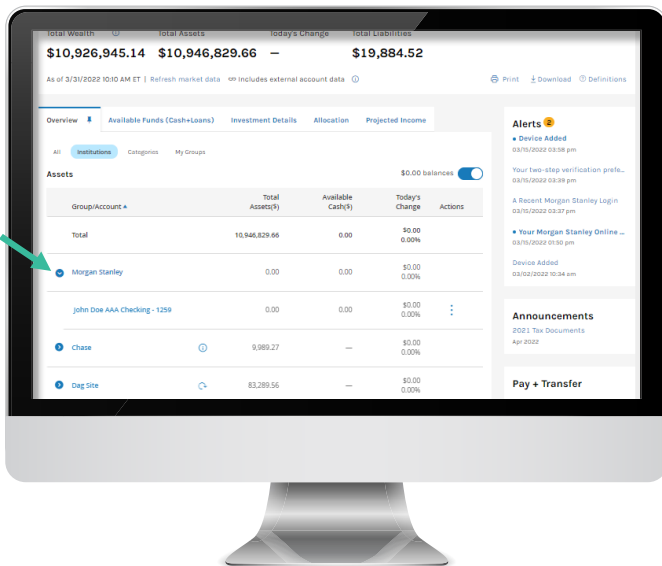 Total Wealth Total Assets Today's Change Total Liabilities
$10,926,945.14 $10,946,829.66 — $19,884.52
As of 3/31/2022 10:10 AM ET | Refresh market data Includes external account data Print Download Definitions
Overview Available Funds (Cash+Loans) Investment Details Allocation Projected Income
All Institutions Categories My Groups
Assets $0.00 balances
Group/Account Total Assets($) Available Cash($) Today's Change Actions
Total 10,946,829.66 0.00 $0.00 0.00%
Morgan Stanley 0.00 0.00 $0.00 0.00%
John Doe AAA Checking - 1259 0.00 0.00 $0.00 0.00%
Chase 9,989.27 — $0.00 0.00%
Dag Site 83,289.56 — $0.00 0.00%
Alerts 2
Device Added
03/15/2022 03:58 pm
Your two-step verification prefe...
03/15/2022 03:39 pm
A Recent Morgan Stanley Login
03/15/2022 03:37 pm
Your Morgan Stanley Online ...
03/15/2022 01:50 pm
Device Added
03/02/2022 10:34 am
Announcements
2021 Tax Documents
Apr 2022
Pay + Transfer